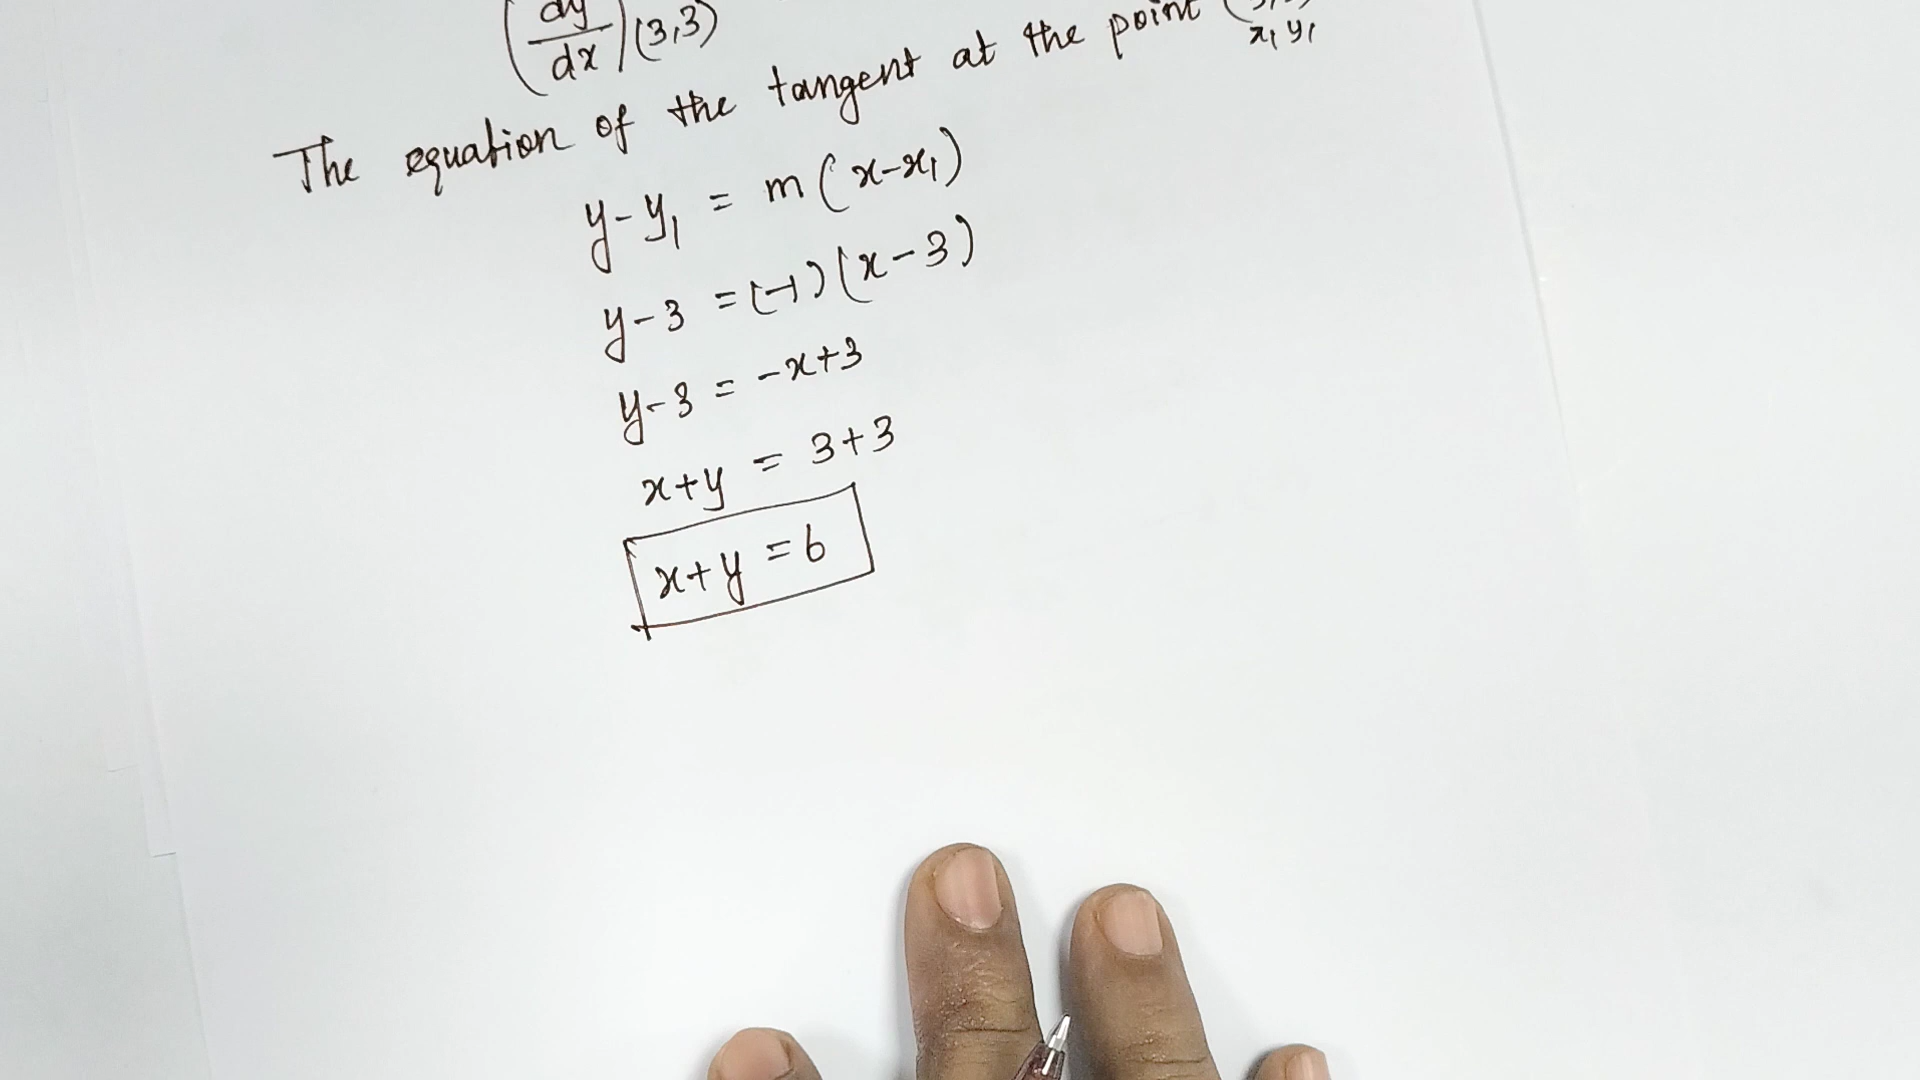 (dy/dx)(3,3)
The equation of the tangent at the point (
x₁ y₁
y-y₁ = m(x-x₁)
y-3 = (-1)(x-3)
y-3 = -x+3
x+y = 3+3
x+y = 6